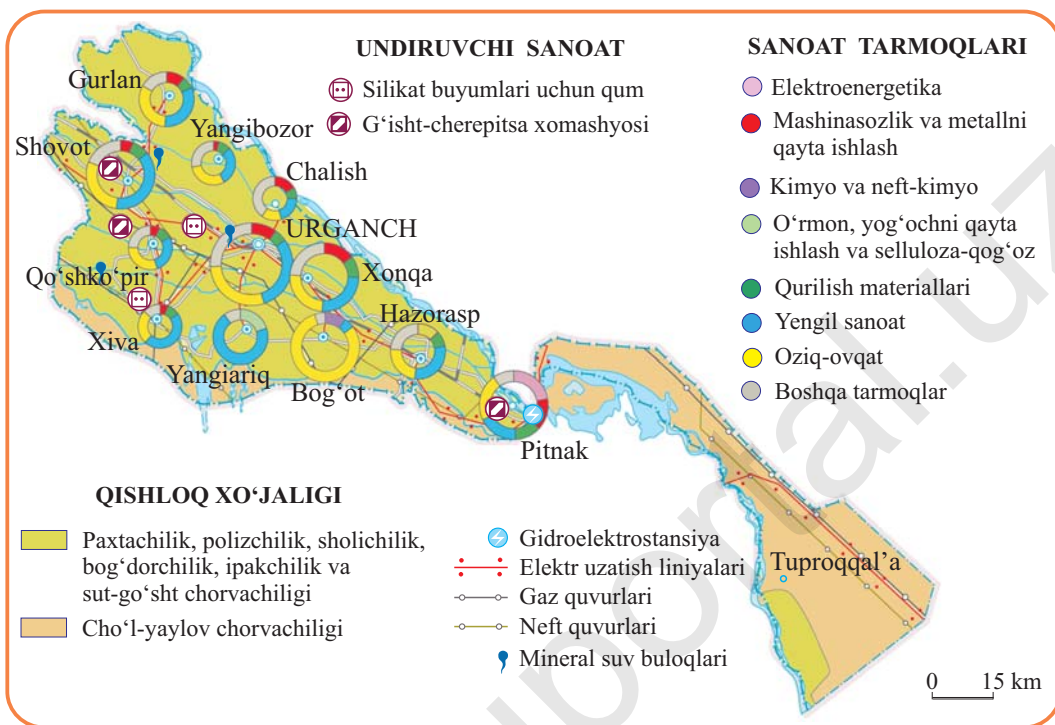 UNDIRUVCHI SANOAT
Silikat buyumlari uchun qum
G‘isht-cherepitsa xomashyosi
SANOAT TARMOQLARI
Elektroenergetika
Mashinasozlik va metallni
qayta ishlash
Kimyo va neft-kimyo
O‘rmon, yog‘ochni qayta
ishlash va selluloza-qog‘oz
Qurilish materiallari
Yengil sanoat
Oziq-ovqat
Boshqa tarmoqlar
Gurlan
Yangibozor
Shovot
Chalish
URGANCH
Xonqa
Qo‘shko‘pir
Hazorasp
Xiva
Yangiariq
Bog‘ot
Pitnak
Tuproqqal’a
QISHLOQ XO‘JALIGI
Paxtachilik, polizchilik, sholichilik,
bog‘dorchilik, ipakchilik va
sut-go‘sht chorvachiligi
Cho‘l-yaylov chorvachiligi
Gidroelektrostansiya
Elektr uzatish liniyalari
Gaz quvurlari
Neft quvurlari
Mineral suv buloqlari
0 15 km
uportal.uz